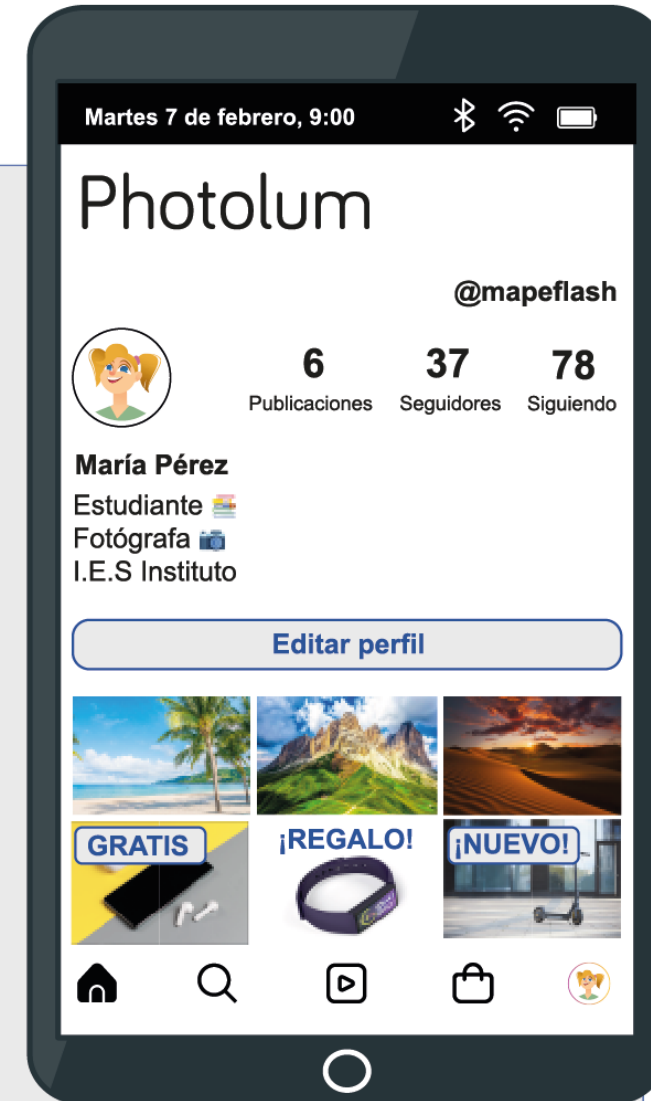 Martes 7 de febrero, 9:00
Photolum
@mapeflash
6 37 78
Publicaciones Seguidores Siguiendo
María Pérez
Estudiante
Fotógrafa
I.E.S Instituto
Editar perfil
GRATIS ¡REGALO! ¡NUEVO!